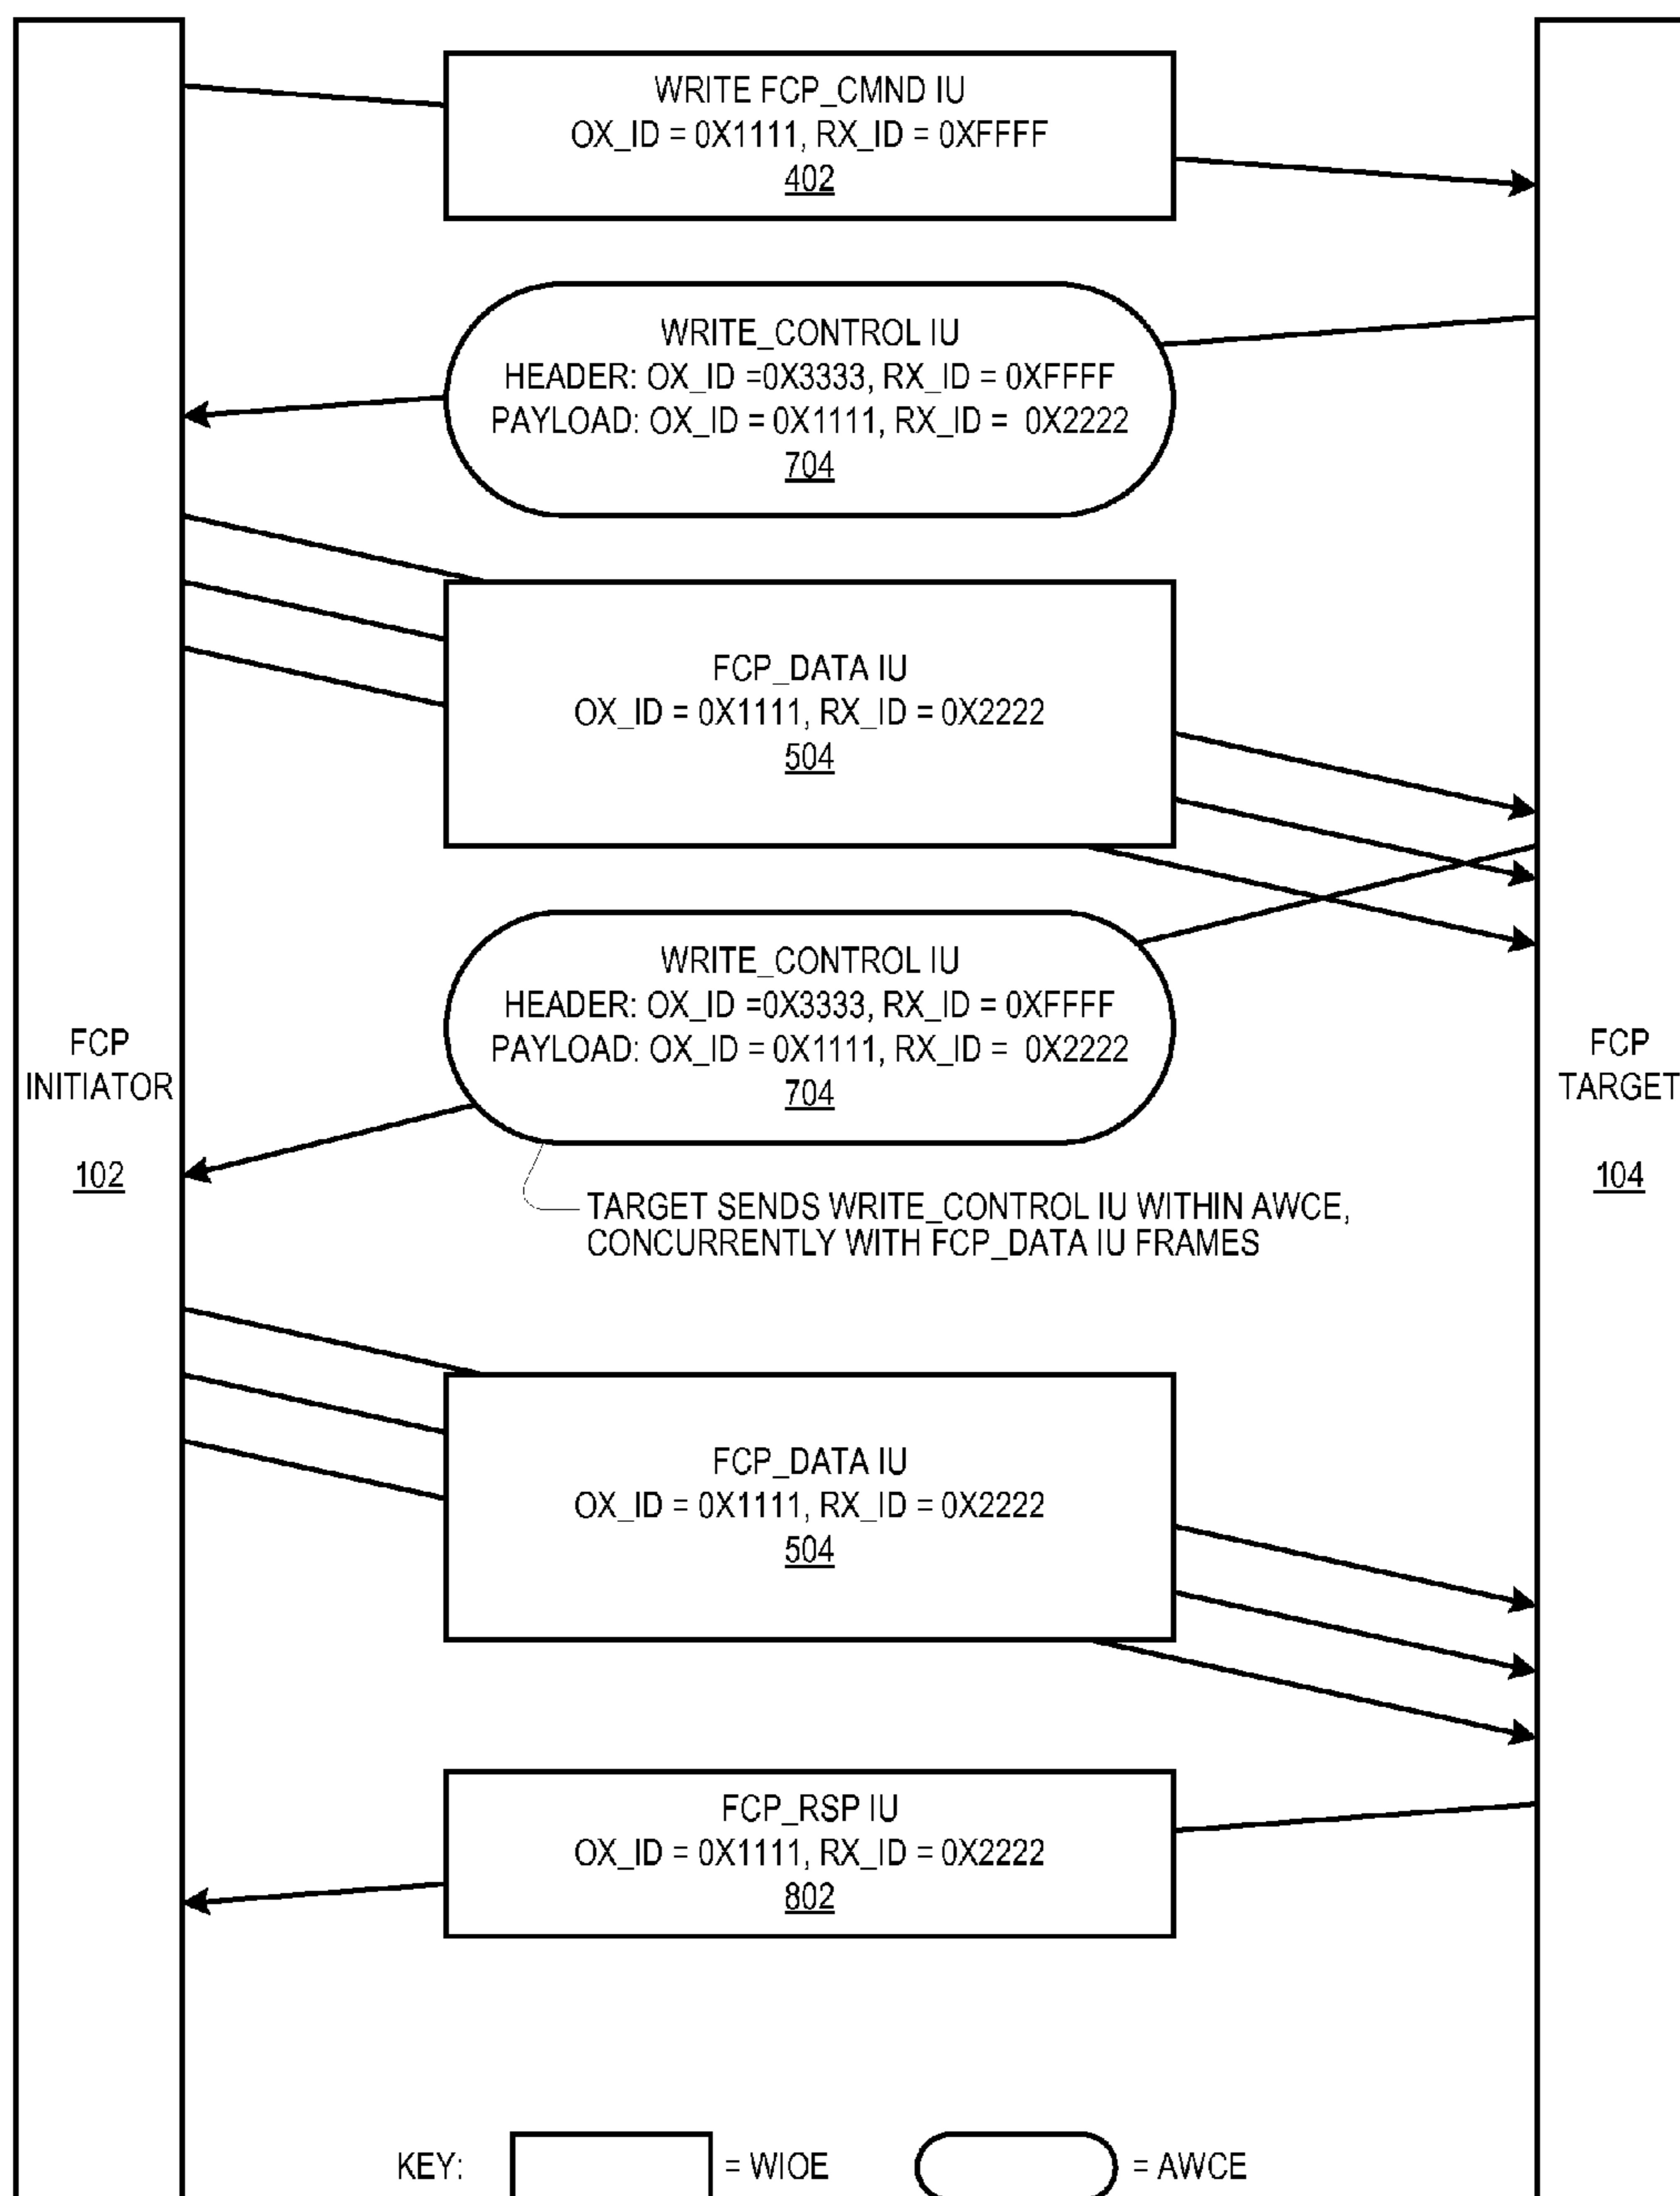 WRITE FCP_CMND IU
OX_ID = 0X1111, RX_ID = 0XFFFF
402
WRITE_CONTROL IU
HEADER: OX_ID =0X3333, RX_ID = 0XFFFF
PAYLOAD: OX_ID = 0X1111, RX_ID = 0X2222
704
FCP_DATA IU
OX_ID = 0X1111, RX_ID = 0X2222
504
WRITE_CONTROL IU
HEADER: OX_ID =0X3333, RX_ID = 0XFFFF
PAYLOAD: OX_ID = 0X1111, RX_ID = 0X2222
704
FCP
INITIATOR
102
FCP
TARGET
104
TARGET SENDS WRITE_CONTROL IU WITHIN AWCE,
CONCURRENTLY WITH FCP_DATA IU FRAMES
FCP_DATA IU
OX_ID = 0X1111, RX_ID = 0X2222
504
FCP_RSP IU
OX_ID = 0X1111, RX_ID = 0X2222
802
KEY: = WIOE = AWCE